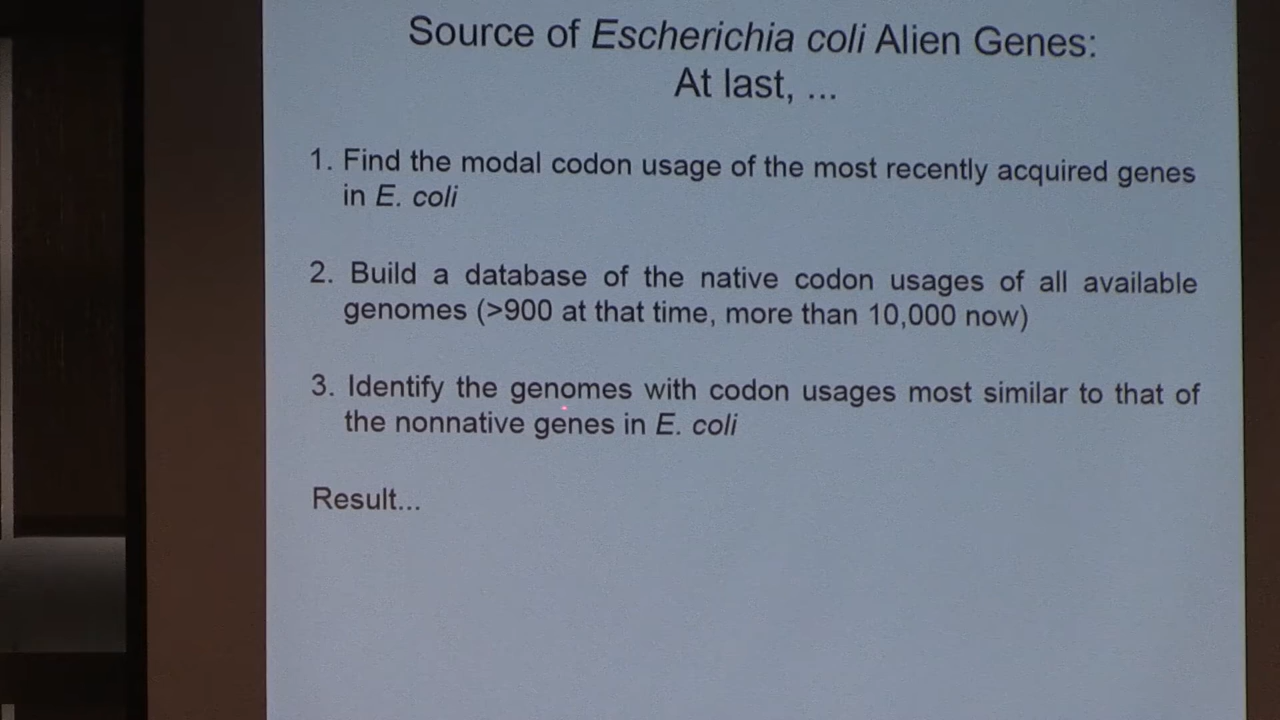 Source of Escherichia coli Alien Genes:
At last, ...
1. Find the modal codon usage of the most recently acquired genes
in E. coli
2. Build a database of the native codon usages of all available
genomes (>900 at that time, more than 10,000 now)
3. Identify the genomes with codon usages most similar to that of
the nonnative genes in E. coli
Result...